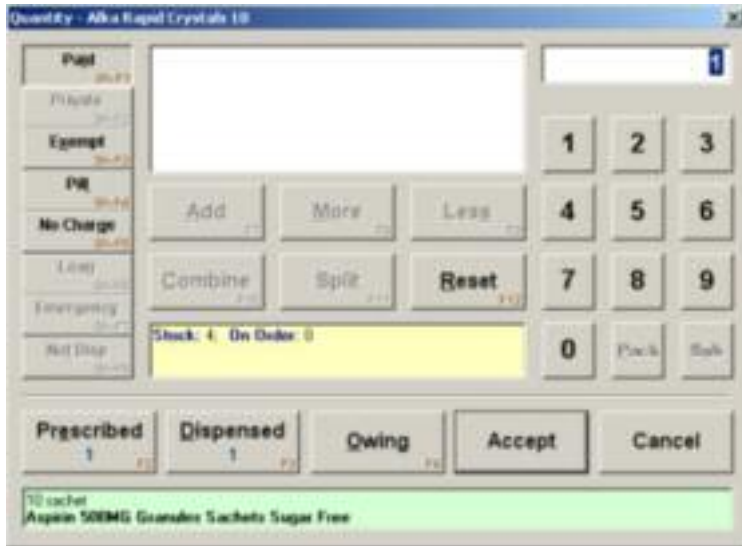 Quantity - Alka Rapid Crystals 10
Paid
Private
Exempt
Pill
No Charge
Loan
Emergency
Not Disp
1
Add
More
Less
Combine
Split
Reset
F12
Stock: 4; On Order: 0
1 2 3
4 5 6
7 8 9
0 Pack Sub
Prescribed
1
Dispensed
1
Owing
Accept
Cancel
10 sachet
Aspirin 500MG Granules Sachets Sugar Free